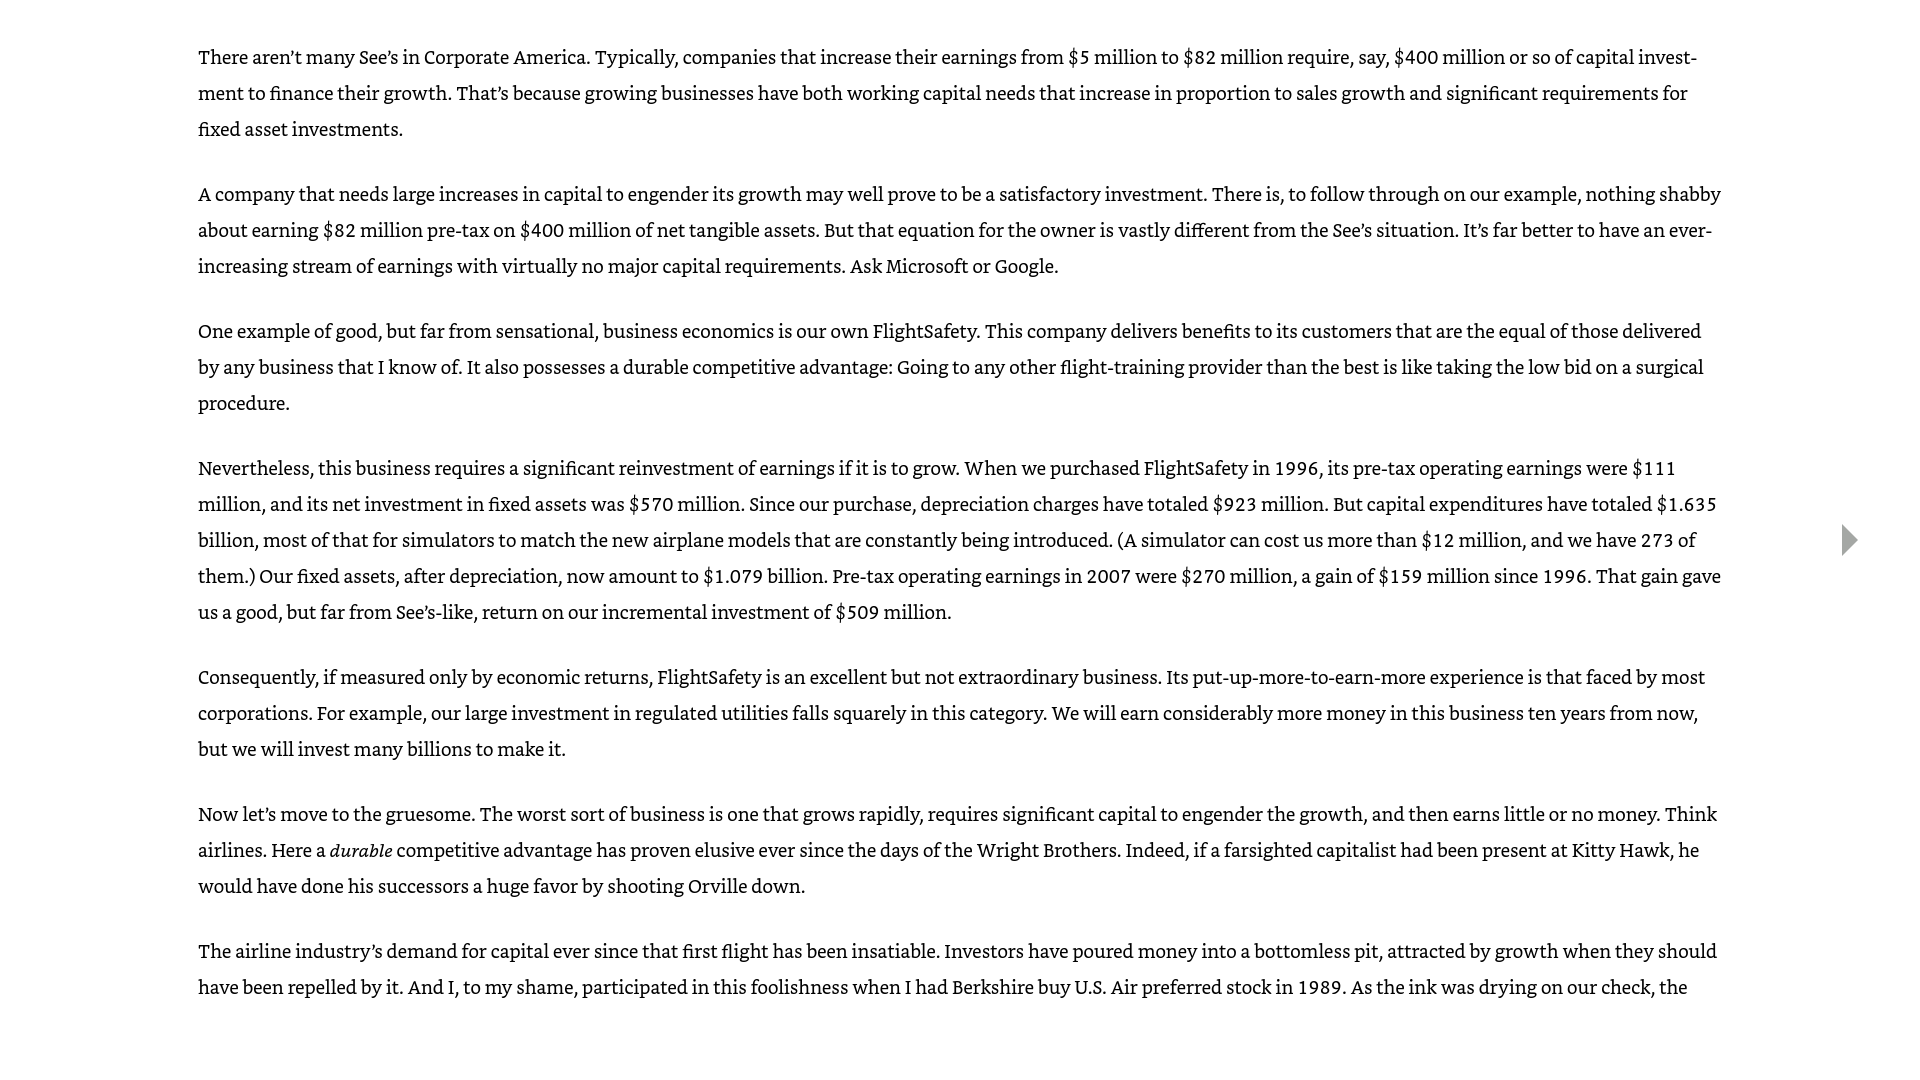 There aren’t many See’s in Corporate America. Typically, companies that increase their earnings from $5 million to $82 million require, say, $400 million or so of capital invest-
ment to finance their growth. That’s because growing businesses have both working capital needs that increase in proportion to sales growth and significant requirements for
fixed asset investments.
A company that needs large increases in capital to engender its growth may well prove to be a satisfactory investment. There is, to follow through on our example, nothing shabby
about earning $82 million pre-tax on $400 million of net tangible assets. But that equation for the owner is vastly different from the See’s situation. It’s far better to have an ever-
increasing stream of earnings with virtually no major capital requirements. Ask Microsoft or Google.
One example of good, but far from sensational, business economics is our own FlightSafety. This company delivers benefits to its customers that are the equal of those delivered
by any business that I know of. It also possesses a durable competitive advantage: Going to any other flight-training provider than the best is like taking the low bid on a surgical
procedure.
Nevertheless, this business requires a significant reinvestment of earnings if it is to grow. When we purchased FlightSafety in 1996, its pre-tax operating earnings were $111
million, and its net investment in fixed assets was $570 million. Since our purchase, depreciation charges have totaled $923 million. But capital expenditures have totaled $1.635
billion, most of that for simulators to match the new airplane models that are constantly being introduced. (A simulator can cost us more than $12 million, and we have 273 of
them.) Our fixed assets, after depreciation, now amount to $1.079 billion. Pre-tax operating earnings in 2007 were $270 million, a gain of $159 million since 1996. That gain gave
us a good, but far from See’s-like, return on our incremental investment of $509 million.
Consequently, if measured only by economic returns, FlightSafety is an excellent but not extraordinary business. Its put-up-more-to-earn-more experience is that faced by most
corporations. For example, our large investment in regulated utilities falls squarely in this category. We will earn considerably more money in this business ten years from now,
but we will invest many billions to make it.
Now let’s move to the gruesome. The worst sort of business is one that grows rapidly, requires significant capital to engender the growth, and then earns little or no money. Think
airlines. Here a durable competitive advantage has proven elusive ever since the days of the Wright Brothers. Indeed, if a farsighted capitalist had been present at Kitty Hawk, he
would have done his successors a huge favor by shooting Orville down.
The airline industry’s demand for capital ever since that first flight has been insatiable. Investors have poured money into a bottomless pit, attracted by growth when they should
have been repelled by it. And I, to my shame, participated in this foolishness when I had Berkshire buy U.S. Air preferred stock in 1989. As the ink was drying on our check, the